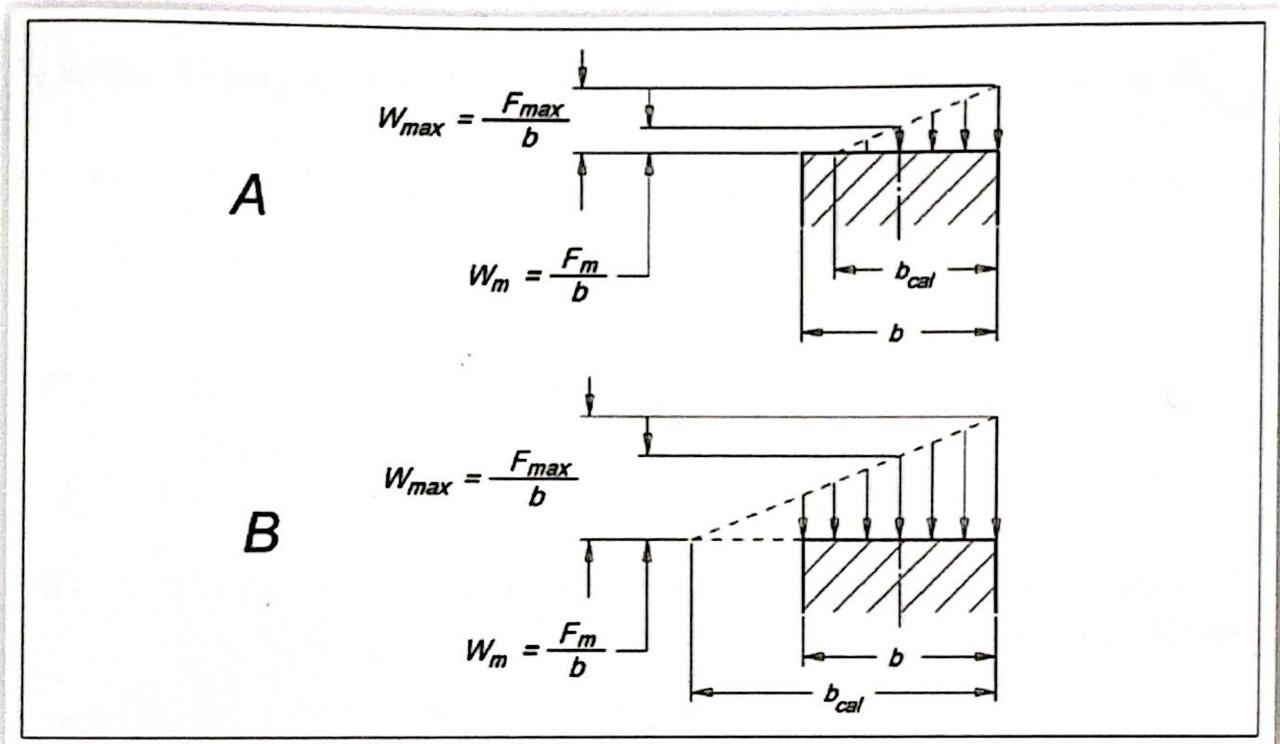 W_max = F_max / b
A
W_m = F_m / b
b_cal
b
W_max = F_max / b
B
W_m = F_m / b
b
b_cal